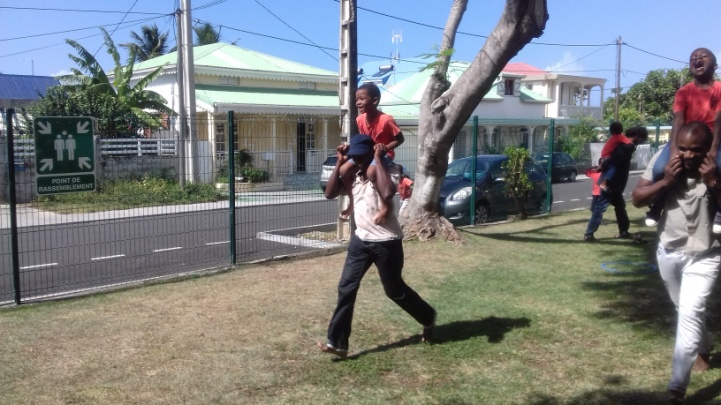 POINT DE
RASSEMBLEMENT